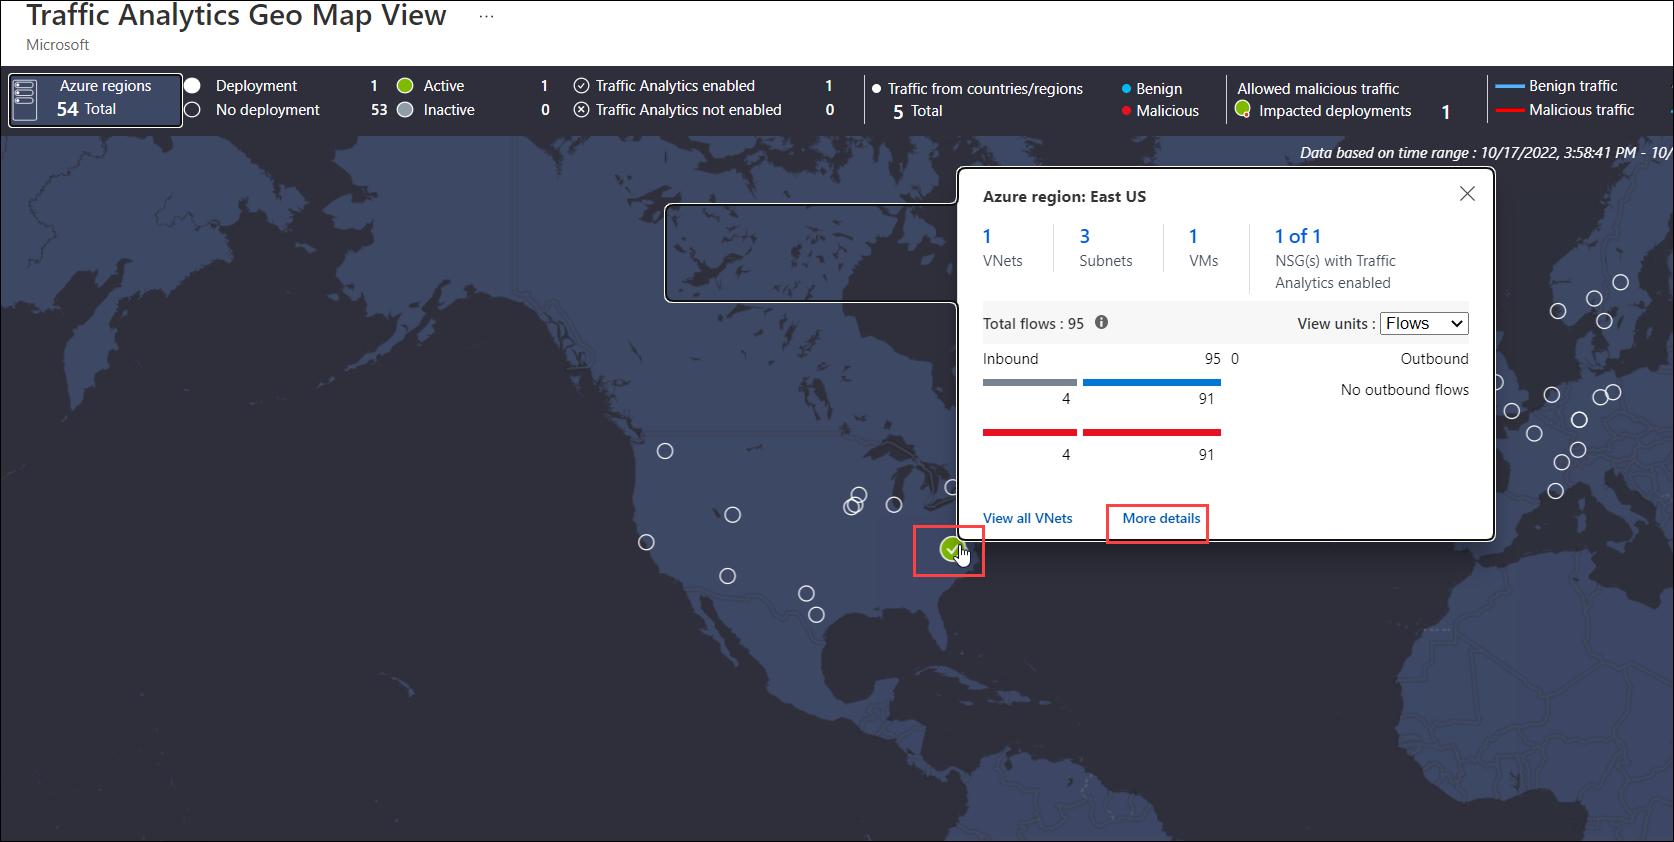 Traffic Analytics Geo Map View ...
Microsoft
Azure regions
54 Total
Deployment 1
No deployment 53
Active 1
Inactive 0
Traffic Analytics enabled 1
Traffic Analytics not enabled 0
Traffic from countries/regions
5 Total
Benign
Malicious
Allowed malicious traffic
Impacted deployments 1
Benign traffic
Malicious traffic
Data based on time range : 10/17/2022, 3:58:41 PM - 10/
Azure region: East US
1
VNets
3
Subnets
1
VMs
1 of 1
NSG(s) with Traffic
Analytics enabled
Total flows : 95
View units : Flows
Inbound 95 0 Outbound
No outbound flows
4 91
4 91
View all VNets
More details